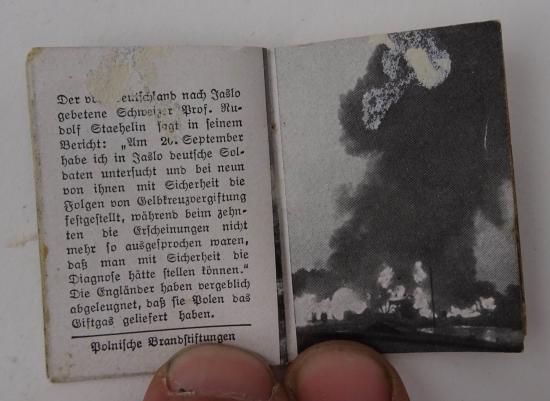 Der von Deutschland nach Jaslo
gebetene Schweizer Prof. Ru-
dolf Staehelin sagt in seinem
Bericht: „Am 20. September
habe ich in Jaslo deutsche Sol-
daten untersucht und bei neun
von ihnen mit Sicherheit die
Folgen von Gelbkreuzvergiftung
festgestellt, während beim zehn-
ten die Erscheinungen nicht
mehr so ausgesprochen waren,
daß man mit Sicherheit die
Diagnose hätte stellen können.“
Die Engländer haben vergeblich
abgeleugnet, daß sie Polen das
Giftgas geliefert haben.
Polnische Brandstiftungen